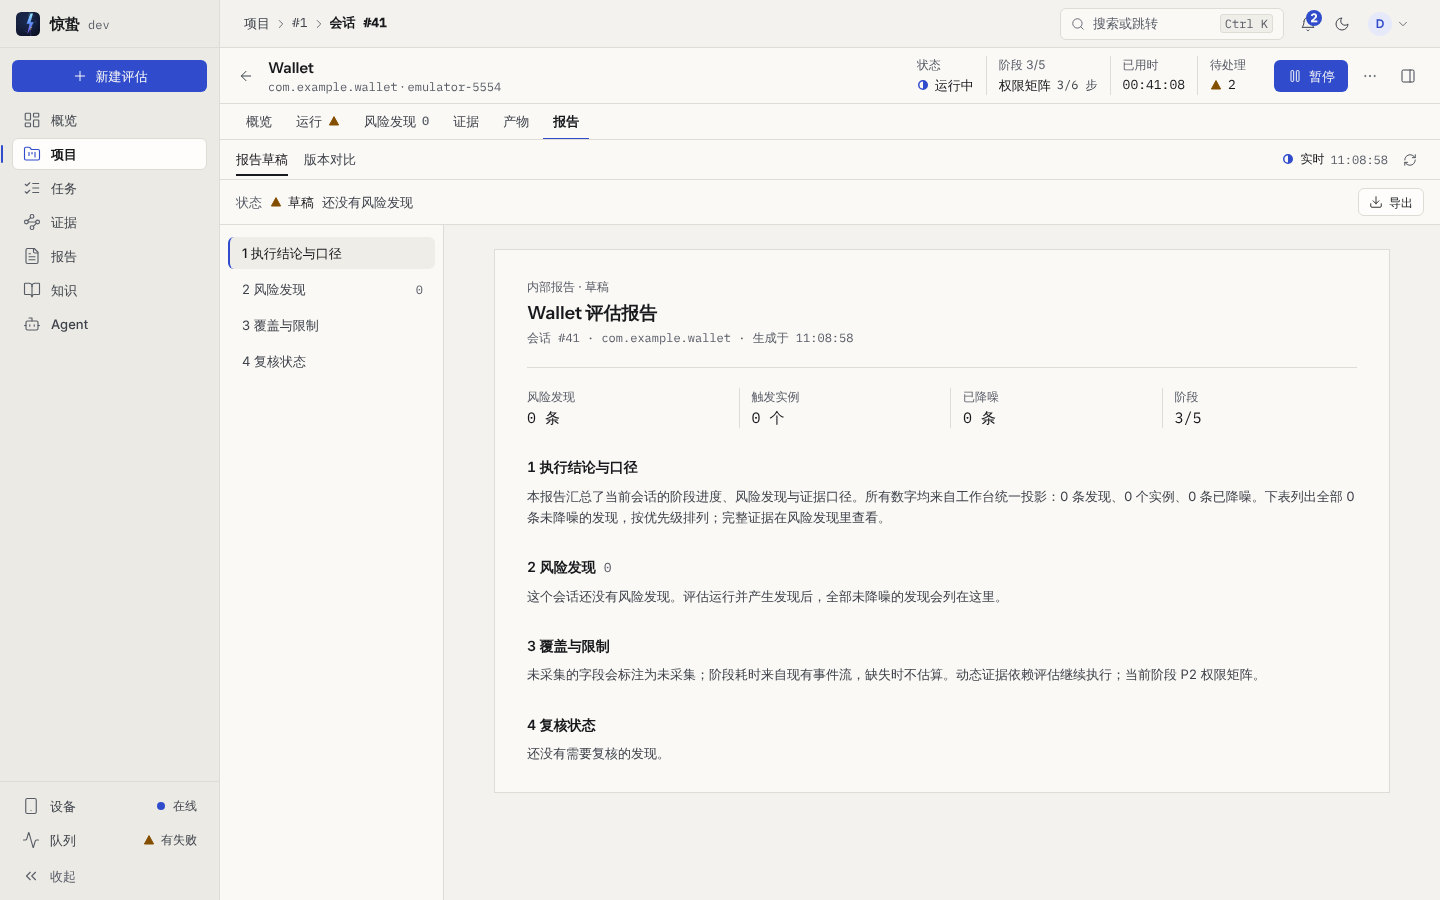 惊蛰 dev
项目 > #1 > 会话 #41
搜索或跳转 Ctrl K
2
D
新建评估
概览
项目
任务
证据
报告
知识
Agent
设备 在线
队列 有失败
收起
Wallet
com.example.wallet · emulator-5554
状态
运行中
阶段 3/5
权限矩阵 3/6 步
已用时
00:41:08
待处理
2
暂停
概览 运行 风险发现 0 证据 产物 报告
报告草稿 版本对比
实时 11:08:58
状态 草稿 还没有风险发现
导出
1 执行结论与口径
2 风险发现 0
3 覆盖与限制
4 复核状态
内部报告 · 草稿
Wallet 评估报告
会话 #41 · com.example.wallet · 生成于 11:08:58
风险发现
0 条
触发实例
0 个
已降噪
0 条
阶段
3/5
1 执行结论与口径
本报告汇总了当前会话的阶段进度、风险发现与证据口径。所有数字均来自工作台统一投影：0 条发现、0 个实例、0 条已降噪。下表列出全部 0
条未降噪的发现，按优先级排列；完整证据在风险发现里查看。
2 风险发现 0
这个会话还没有风险发现。评估运行并产生发现后，全部未降噪的发现会列在这里。
3 覆盖与限制
未采集的字段会标注为未采集；阶段耗时来自现有事件流，缺失时不估算。动态证据依赖评估继续执行；当前阶段 P2 权限矩阵。
4 复核状态
还没有需要复核的发现。